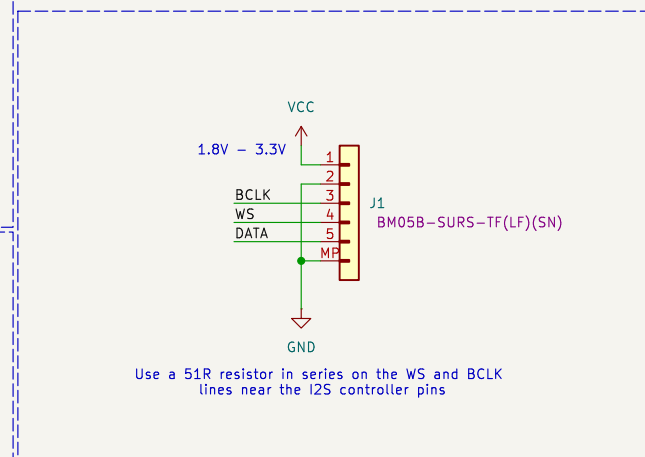 VCC
1.8V - 3.3V
1
2
BCLK 3
WS 4
DATA 5
MP
J1
BM05B-SURS-TF(LF)(SN)
GND
Use a 51R resistor in series on the WS and BCLK
lines near the I2S controller pins